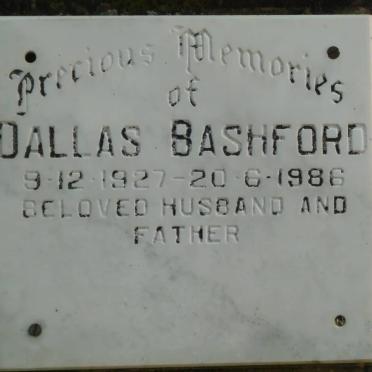 Precious Memories
of
DALLAS BASHFORD
9-12-1927-20-6-1986
BELOVED HUSBAND AND
FATHER